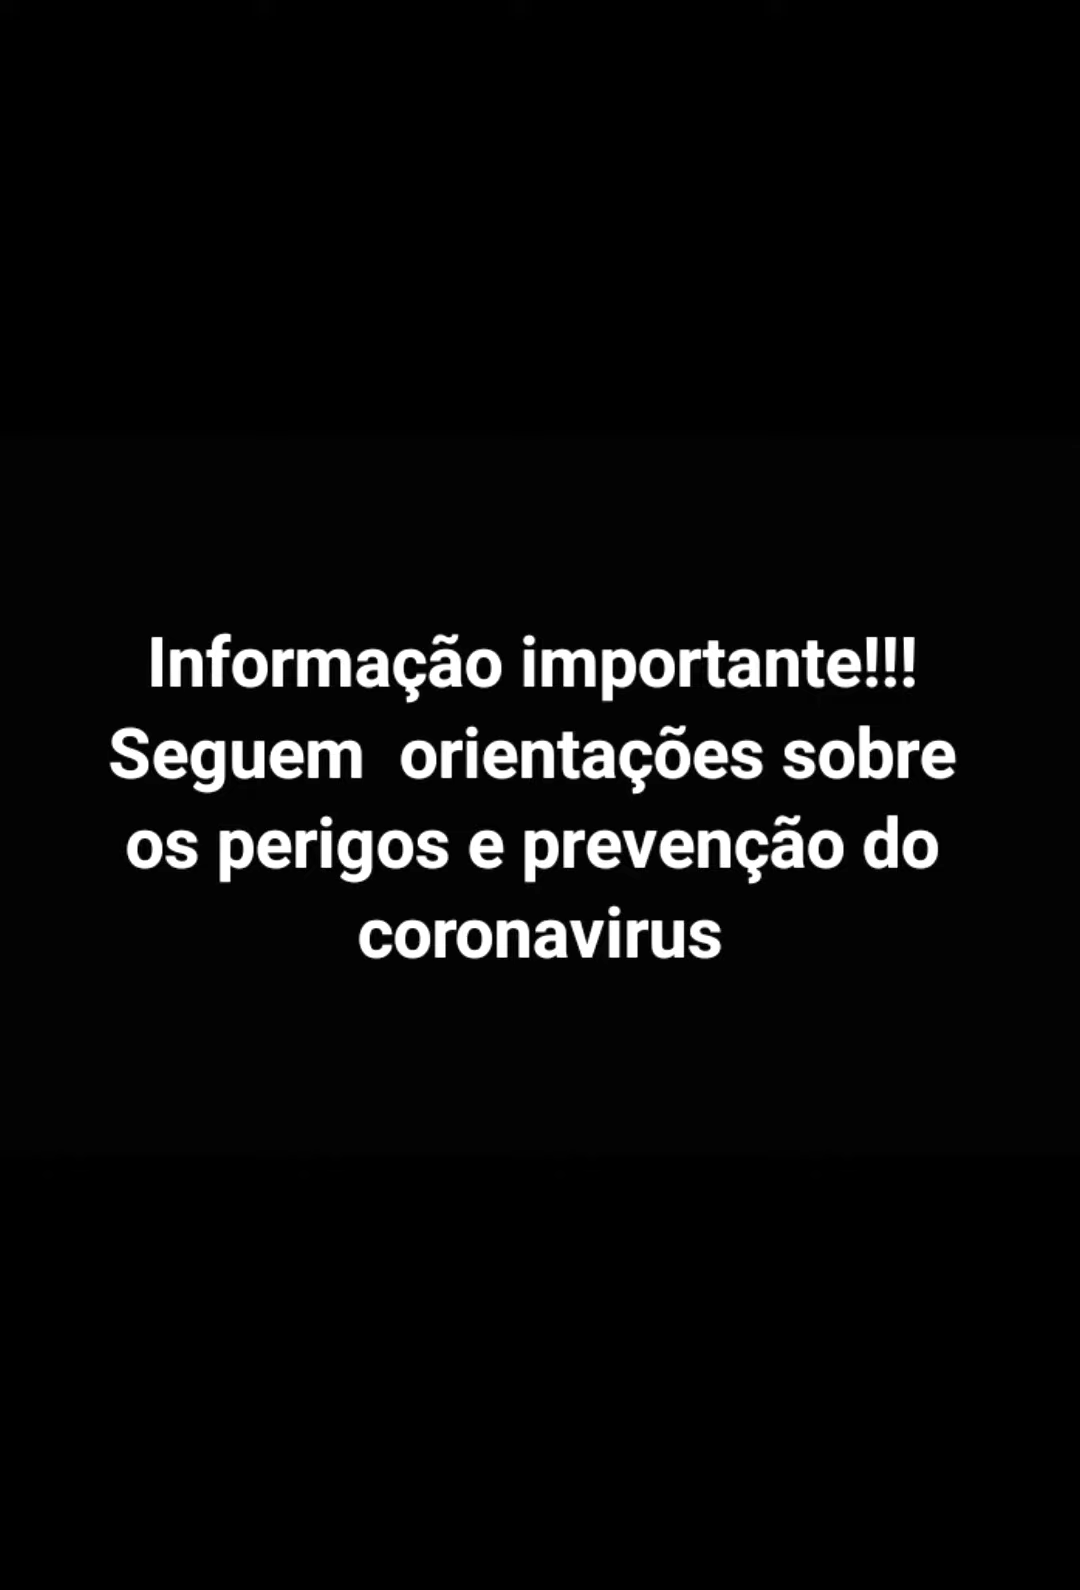 Informação importante!!!
Seguem  orientações sobre
os perigos e prevenção do
coronavirus